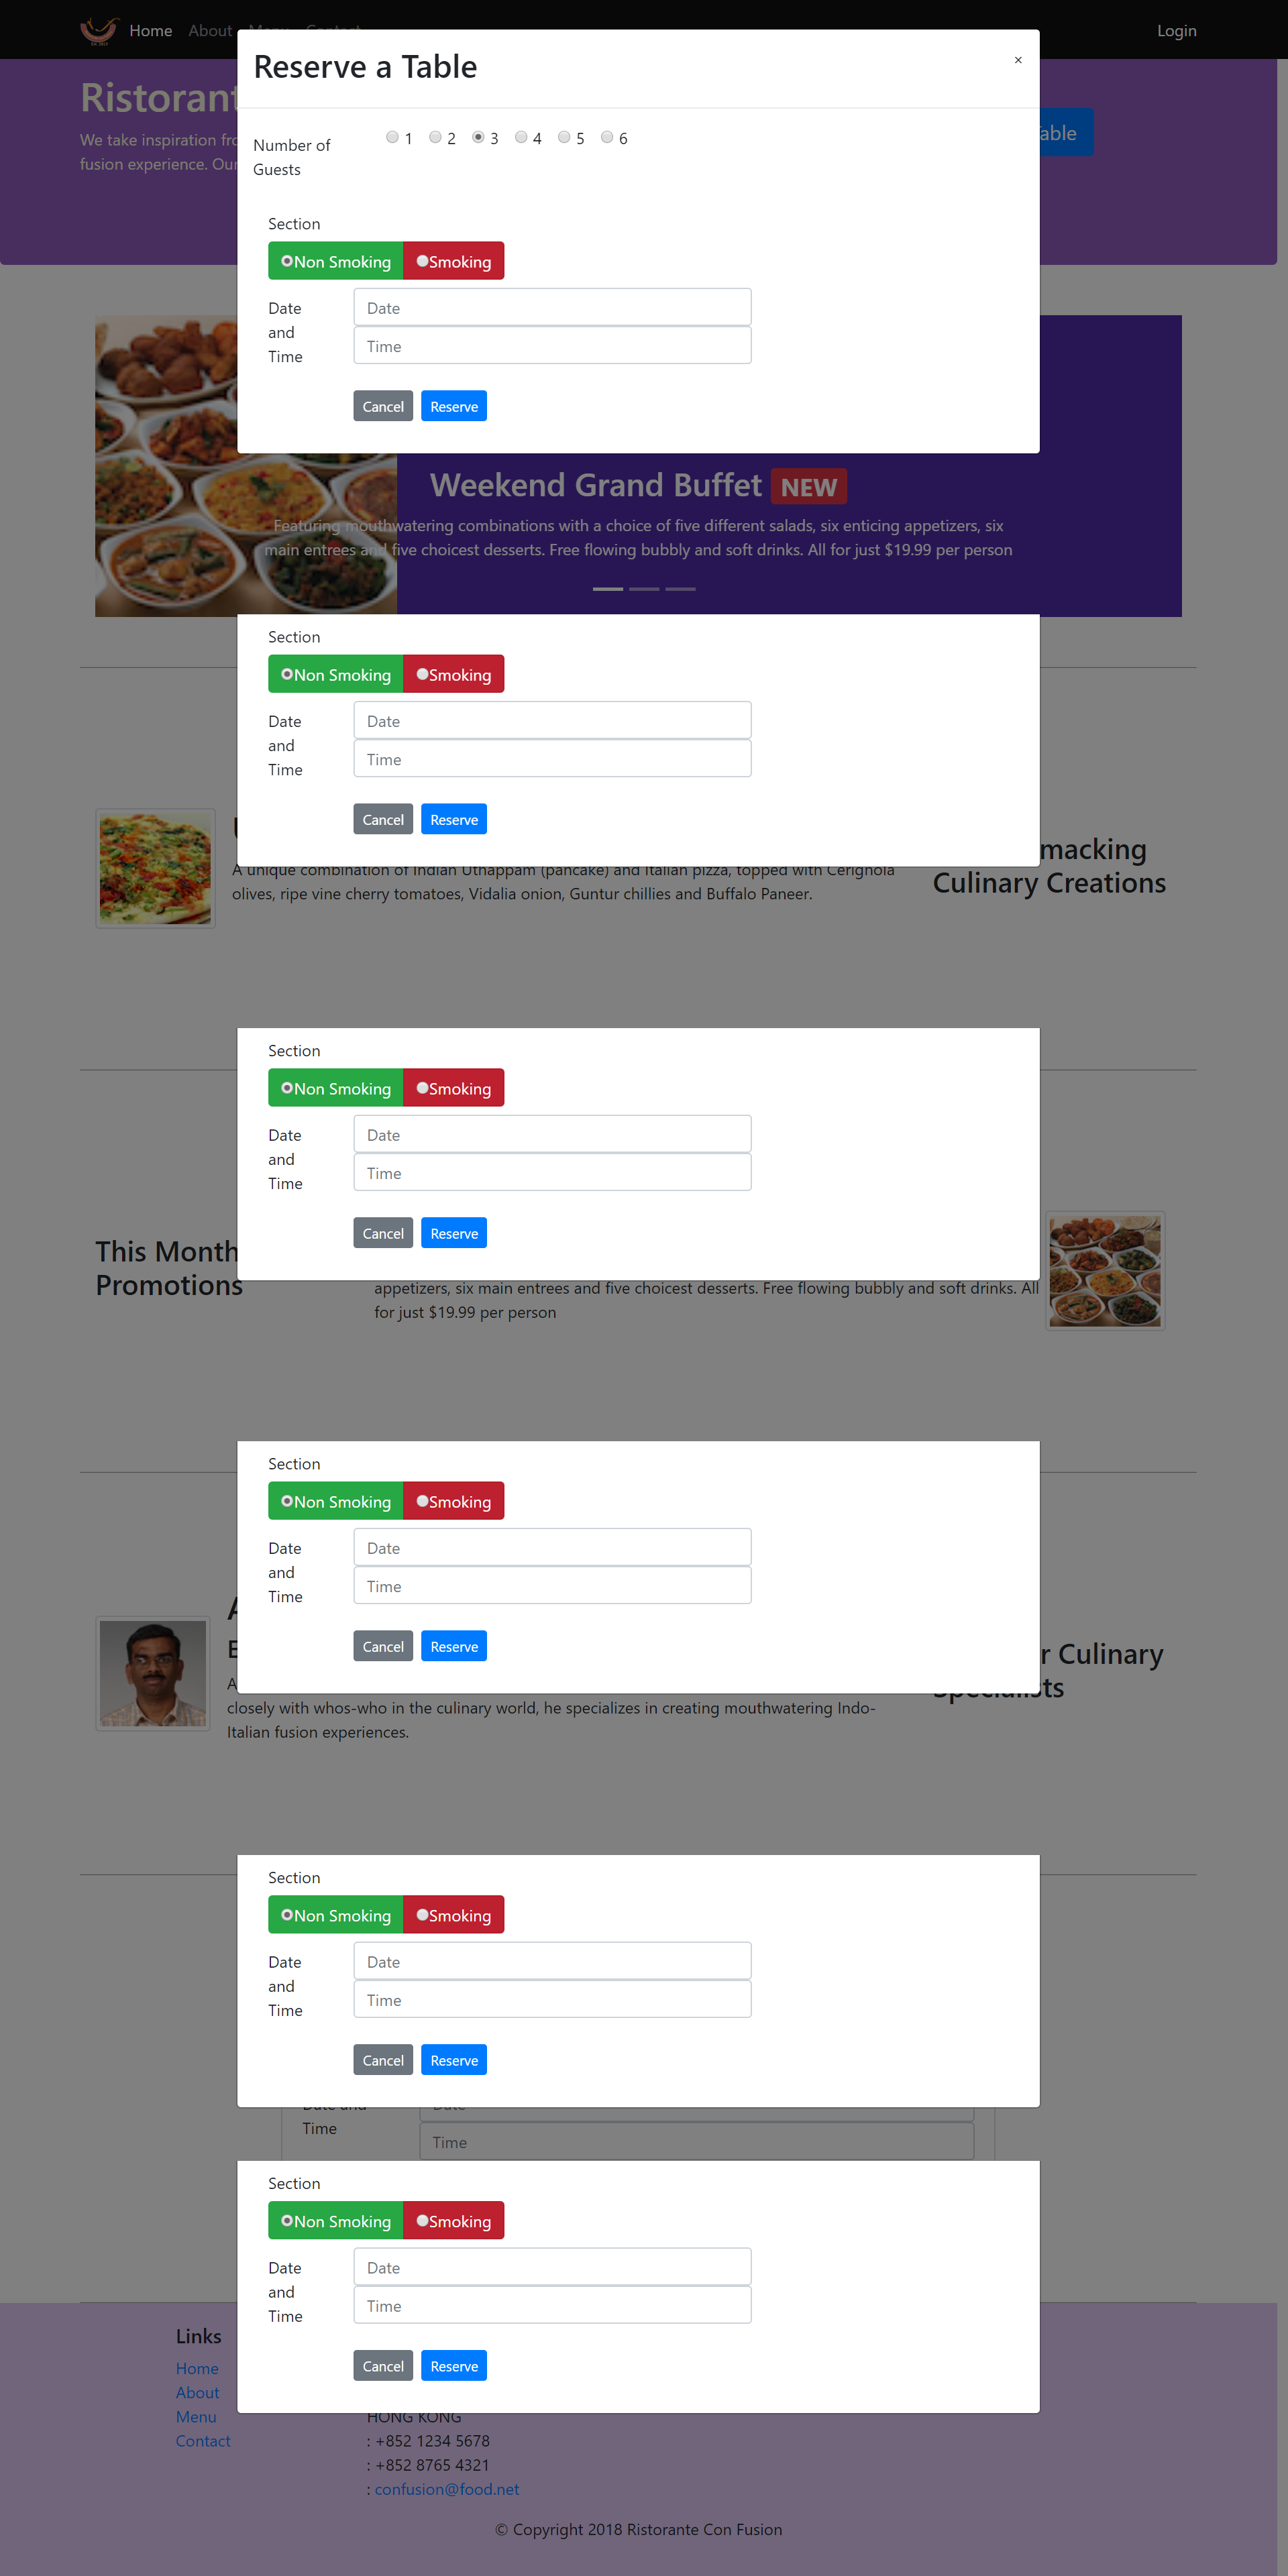 Home About
Login
Reserve a Table
×
Ristorant
We take inspiration fro
fusion experience. Our
Table
Number of
Guests
1 2 3 4 5 6
Section
Non Smoking Smoking
Date
and
Time
Date
Time
Cancel Reserve
Weekend Grand Buffet NEW
Featuring mouthwatering combinations with a choice of five different salads, six enticing appetizers, six
main entrees and five choicest desserts. Free flowing bubbly and soft drinks. All for just $19.99 per person
Section
Non Smoking Smoking
Date
and
Time
Date
Time
Cancel Reserve
A unique combination of Indian Uthappam (pancake) and Italian pizza, topped with Cerignola
olives, ripe vine cherry tomatoes, Vidalia onion, Guntur chillies and Buffalo Paneer.
macking
Culinary Creations
Section
Non Smoking Smoking
Date
and
Time
Date
Time
Cancel Reserve
This Month
Promotions
appetizers, six main entrees and five choicest desserts. Free flowing bubbly and soft drinks. All
for just $19.99 per person
Section
Non Smoking Smoking
Date
and
Time
Date
Time
Cancel Reserve
A
closely with whos-who in the culinary world, he specializes in creating mouthwatering Indo-
Italian fusion experiences.
r Culinary
Specialists
Section
Non Smoking Smoking
Date
and
Time
Date
Time
Cancel Reserve
Date and
Time
Date
Time
Section
Non Smoking Smoking
Date
and
Time
Date
Time
Cancel Reserve
Links
Home
About
Menu
Contact
HONG KONG
: +852 1234 5678
: +852 8765 4321
: confusion@food.net
© Copyright 2018 Ristorante Con Fusion